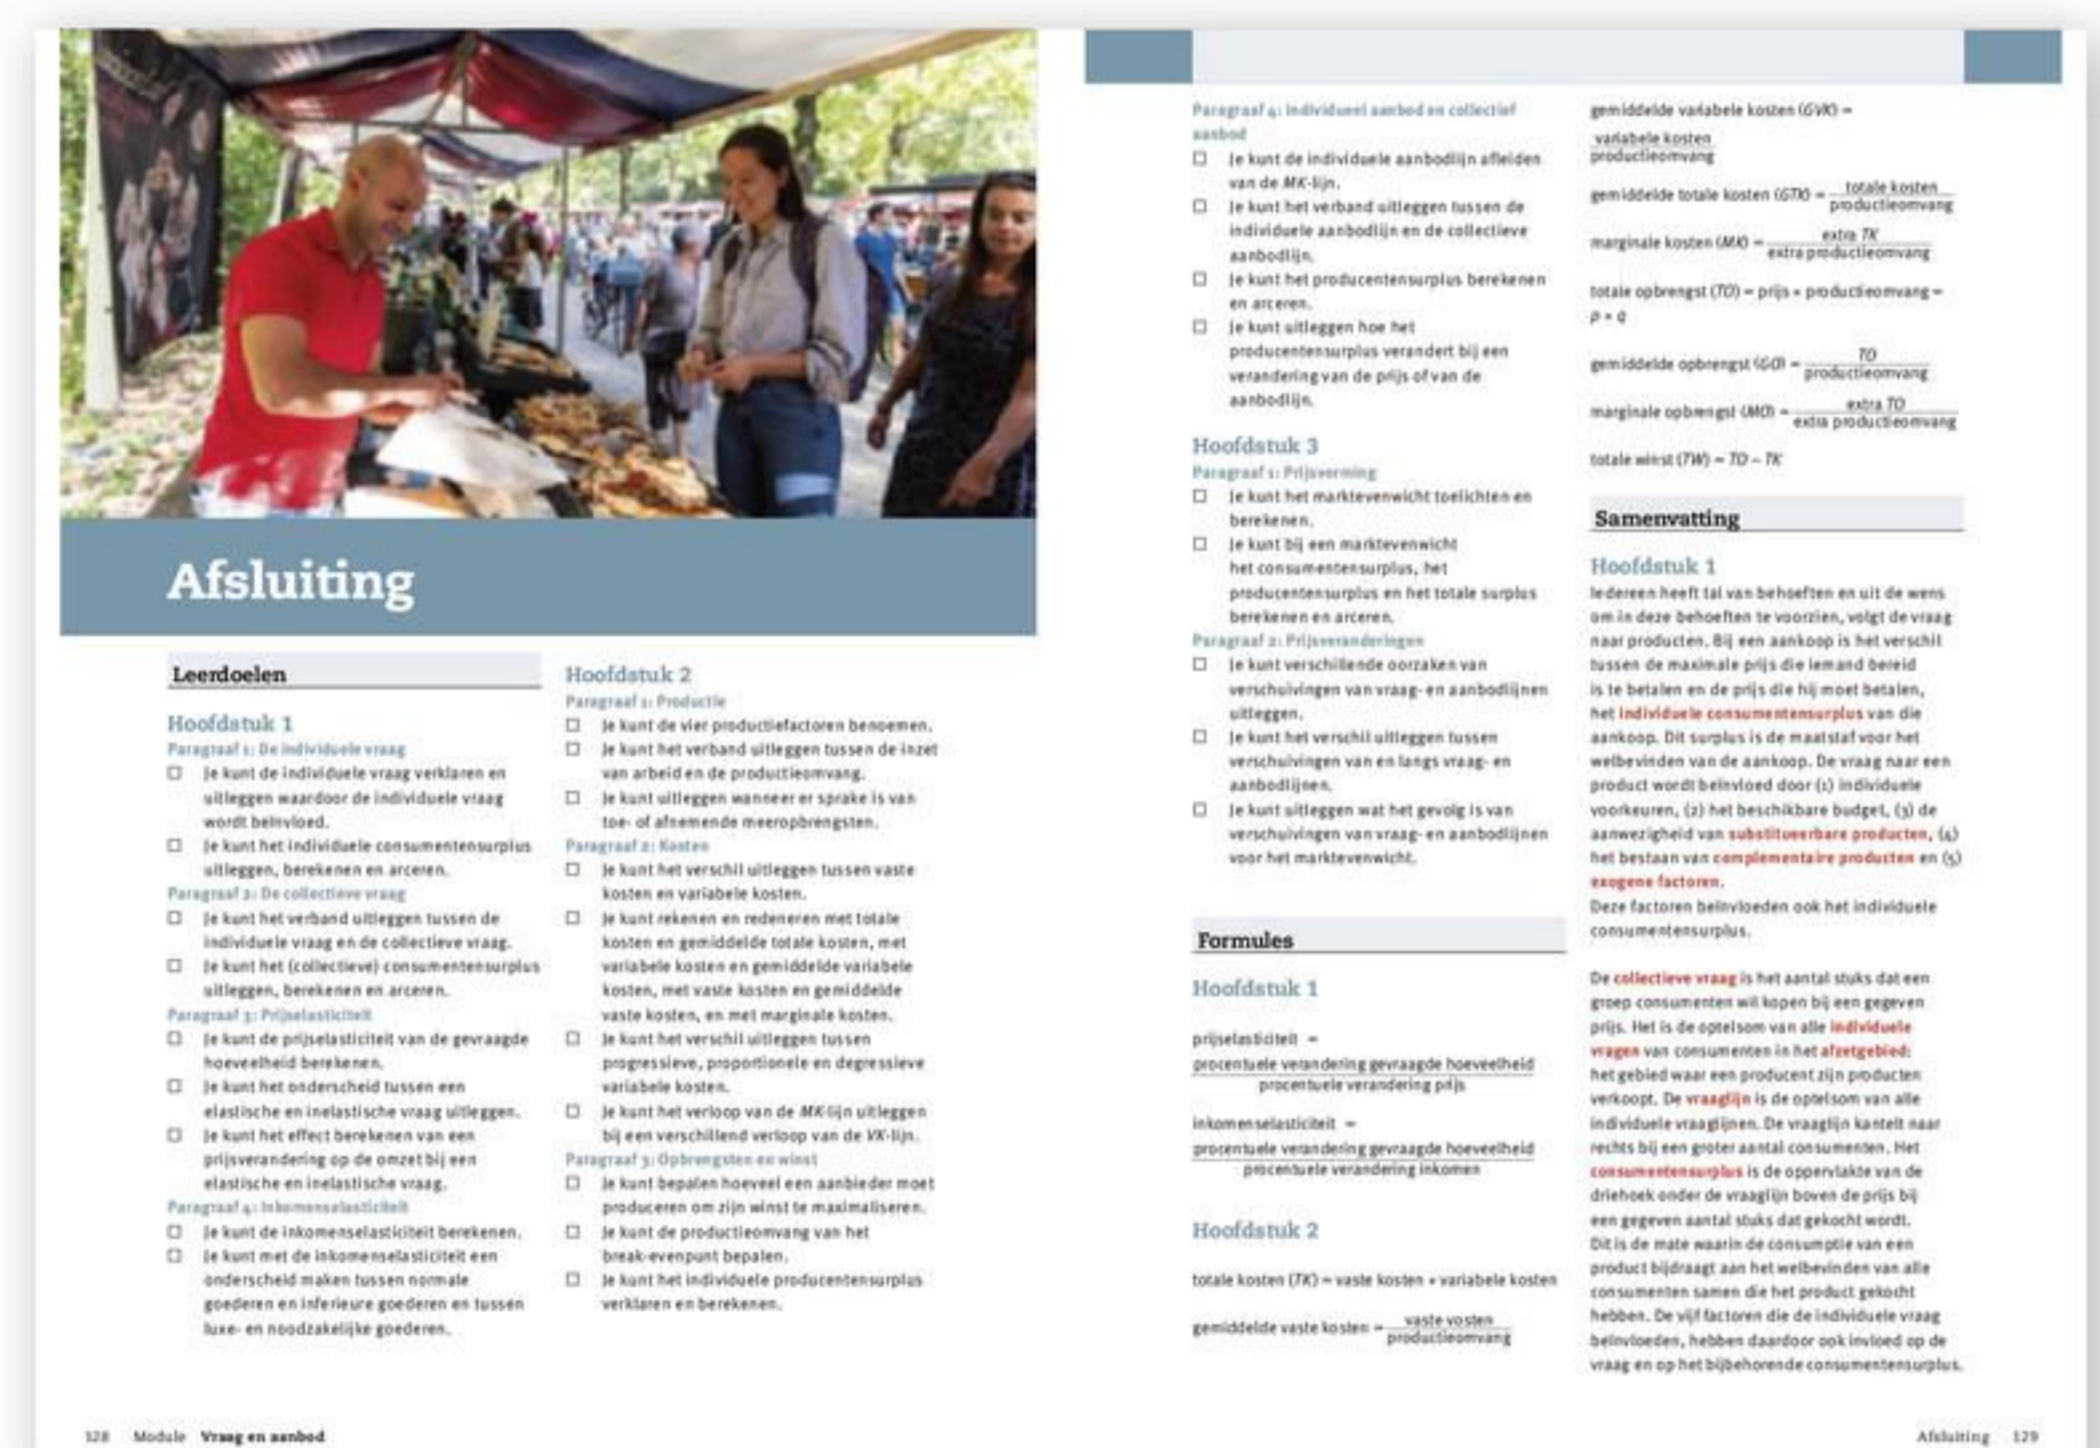 Afsluiting
Leerdoelen
Hoofdstuk 1
Paragraaf 1: De individuele vraag
☐ Je kunt de individuele vraag verklaren en
uitleggen waardoor de individuele vraag
wordt beïnvloed.
☐ Je kunt het individuele consumentensurplus
uitleggen, berekenen en arceren.
Paragraaf 2: De collectieve vraag
☐ Je kunt het verband uitleggen tussen de
individuele vraag en de collectieve vraag.
☐ Je kunt het (collectieve) consumentensurplus
uitleggen, berekenen en arceren.
Paragraaf 3: Prijselasticiteit
☐ Je kunt de prijselasticiteit van de gevraagde
hoeveelheid berekenen.
☐ Je kunt het onderscheid tussen een
elastische en inelastische vraag uitleggen.
☐ Je kunt het effect berekenen van een
prijsverandering op de omzet bij een
elastische en inelastische vraag.
Paragraaf 4: Inkomenselasticiteit
☐ Je kunt de inkomenselasticiteit berekenen.
☐ Je kunt met de inkomenselasticiteit een
onderscheid maken tussen normale
goederen en inferieure goederen en tussen
luxe- en noodzakelijke goederen.
Hoofdstuk 2
Paragraaf 1: Productie
☐ Je kunt de vier productiefactoren benoemen.
☐ Je kunt het verband uitleggen tussen de inzet
van arbeid en de productieomvang.
☐ Je kunt uitleggen wanneer er sprake is van
toe- of afnemende meeropbrengsten.
Paragraaf 2: Kosten
☐ Je kunt het verschil uitleggen tussen vaste
kosten en variabele kosten.
☐ Je kunt rekenen en redeneren met totale
kosten en gemiddelde totale kosten, met
variabele kosten en gemiddelde variabele
kosten, met vaste kosten en gemiddelde
vaste kosten, en met marginale kosten.
☐ Je kunt het verschil uitleggen tussen
progressieve, proportionele en degressieve
variabele kosten.
☐ Je kunt het verloop van de MK-lijn uitleggen
bij een verschillend verloop van de VK-lijn.
Paragraaf 3: Opbrengsten en winst
☐ Je kunt bepalen hoeveel een aanbieder moet
produceren om zijn winst te maximaliseren.
☐ Je kunt de productieomvang van het
break-evenpunt bepalen.
☐ Je kunt het individuele producentensurplus
verklaren en berekenen.
128 Module Vraag en aanbod
Paragraaf 4: Individueel aanbod en collectief
aanbod
☐ Je kunt de individuele aanbodlijn afleiden
van de MK-lijn.
☐ Je kunt het verband uitleggen tussen de
individuele aanbodlijn en de collectieve
aanbodlijn.
☐ Je kunt het producentensurplus berekenen
en arceren.
☐ Je kunt uitleggen hoe het
producentensurplus verandert bij een
verandering van de prijs of van de
aanbodlijn.
Hoofdstuk 3
Paragraaf 1: Prijsvorming
☐ Je kunt het marktevenwicht toelichten en
berekenen.
☐ Je kunt bij een marktevenwicht
het consumentensurplus, het
producentensurplus en het totale surplus
berekenen en arceren.
Paragraaf 2: Prijsveranderingen
☐ Je kunt verschillende oorzaken van
verschuivingen van vraag- en aanbodlijnen
uitleggen.
☐ Je kunt het verschil uitleggen tussen
verschuivingen van en langs vraag- en
aanbodlijnen.
☐ Je kunt uitleggen wat het gevolg is van
verschuivingen van vraag- en aanbodlijnen
voor het marktevenwicht.
Formules
Hoofdstuk 1
prijselasticiteit =
procentuele verandering gevraagde hoeveelheid
procentuele verandering prijs
inkomenselasticiteit =
procentuele verandering gevraagde hoeveelheid
procentuele verandering inkomen
Hoofdstuk 2
totale kosten (TK) = vaste kosten + variabele kosten
gemiddelde vaste kosten = vaste vosten
productieomvang
gemiddelde variabele kosten (GVK) =
variabele kosten
productieomvang
gemiddelde totale kosten (GTK) = totale kosten
productieomvang
marginale kosten (MK) = extra TK
extra productieomvang
totale opbrengst (TO) = prijs × productieomvang =
p × q
gemiddelde opbrengst (GO) = TO
productieomvang
marginale opbrengst (MO) = extra TO
extra productieomvang
totale winst (TW) = TO – TK
Samenvatting
Hoofdstuk 1
Iedereen heeft tal van behoeften en uit de wens
om in deze behoeften te voorzien, volgt de vraag
naar producten. Bij een aankoop is het verschil
tussen de maximale prijs die iemand bereid
is te betalen en de prijs die hij moet betalen,
het individuele consumentensurplus van die
aankoop. Dit surplus is de maatstaf voor het
welbevinden van de aankoop. De vraag naar een
product wordt beïnvloed door (1) individuele
voorkeuren, (2) het beschikbare budget, (3) de
aanwezigheid van substitueerbare producten, (4)
het bestaan van complementaire producten en (5)
exogene factoren.
Deze factoren beïnvloeden ook het individuele
consumentensurplus.
De collectieve vraag is het aantal stuks dat een
groep consumenten wil kopen bij een gegeven
prijs. Het is de optelsom van alle individuele
vragen van consumenten in het afzetgebied:
het gebied waar een producent zijn producten
verkoopt. De vraaglijn is de optelsom van alle
individuele vraaglijnen. De vraaglijn kantelt naar
rechts bij een groter aantal consumenten. Het
consumentensurplus is de oppervlakte van de
driehoek onder de vraaglijn boven de prijs bij
een gegeven aantal stuks dat gekocht wordt.
Dit is de mate waarin de consumptie van een
product bijdraagt aan het welbevinden van alle
consumenten samen die het product gekocht
hebben. De vijf factoren die de individuele vraag
beïnvloeden, hebben daardoor ook invloed op de
vraag en op het bijbehorende consumentensurplus.
Afsluiting 129